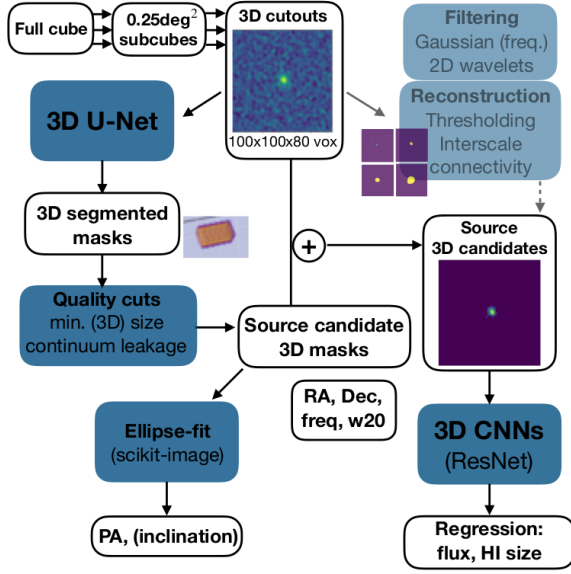 Full cube
0.25deg²
subcubes
3D cutouts
100x100x80 vox
Filtering
Gaussian (freq.)
2D wavelets
Reconstruction
Thresholding
Interscale
connectivity
3D U-Net
3D segmented
masks
+
Source
3D candidates
Quality cuts
min. (3D) size
continuum leakage
Source candidate
3D masks
RA, Dec,
freq, w20
Ellipse-fit
(scikit-image)
3D CNNs
(ResNet)
PA, (inclination)
Regression:
flux, HI size